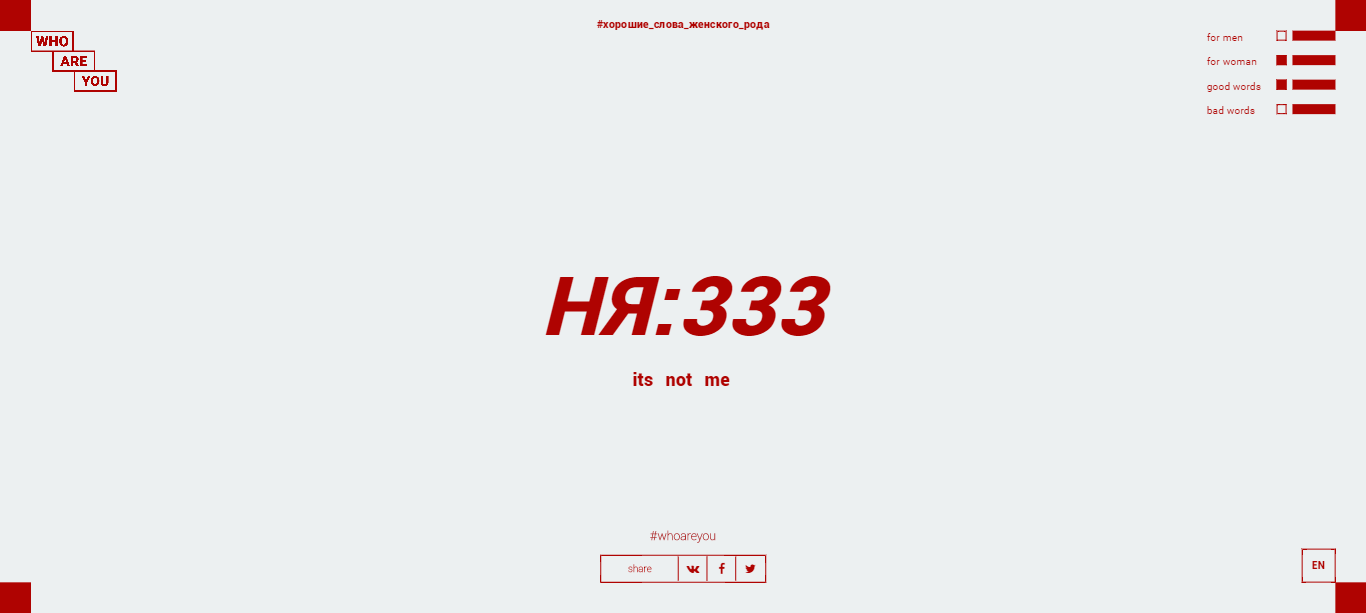 #хорошие_слова_женского_рода
WHO
ARE
YOU
for men
for woman
good words
bad words
НЯ:333
its not me
#whoareyou
share
EN